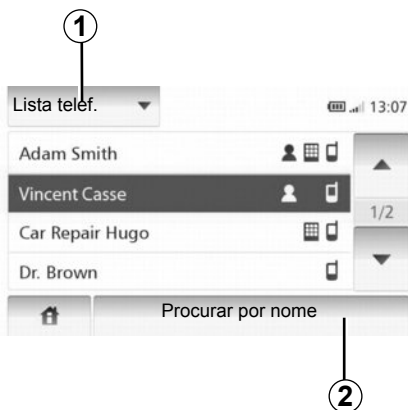 1
Lista telef.
13:07
Adam Smith
Vincent Casse
1/2
Car Repair Hugo
Dr. Brown
Procurar por nome
2